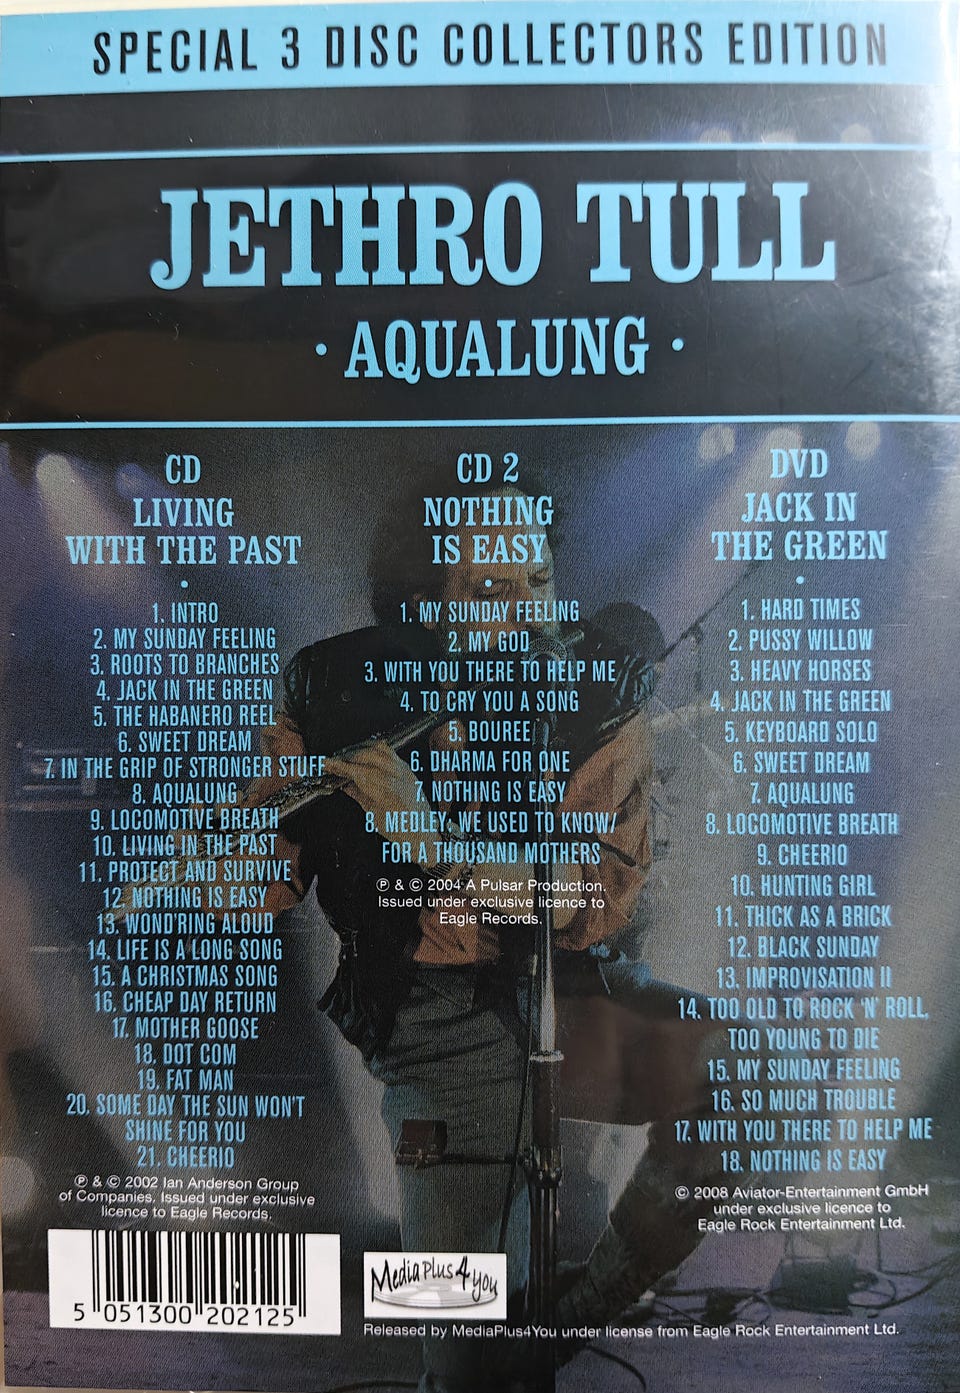 SPECIAL 3 DISC COLLECTORS EDITION
JETHRO TULL
· AQUALUNG ·
CD
LIVING
WITH THE PAST
•
1. INTRO
2. MY SUNDAY FEELING
3. ROOTS TO BRANCHES
4. JACK IN THE GREEN
5. THE HABANERO REEL
6. SWEET DREAM
7. IN THE GRIP OF STRONGER STUFF
8. AQUALUNG
9. LOCOMOTIVE BREATH
10. LIVING IN THE PAST
11. PROTECT AND SURVIVE
12. NOTHING IS EASY
13. WOND'RING ALOUD
14. LIFE IS A LONG SONG
15. A CHRISTMAS SONG
16. CHEAP DAY RETURN
17. MOTHER GOOSE
18. DOT COM
19. FAT MAN
20. SOME DAY THE SUN WON'T
SHINE FOR YOU
21. CHEERIO
℗ & © 2002 Ian Anderson Group
of Companies. Issued under exclusive
licence to Eagle Records.
5 051300 202125
CD 2
NOTHING
IS EASY
•
1. MY SUNDAY FEELING
2. MY GOD
3. WITH YOU THERE TO HELP ME
4. TO CRY YOU A SONG
5. BOUREE
6. DHARMA FOR ONE
7. NOTHING IS EASY
8. MEDLEY: WE USED TO KNOW/
FOR A THOUSAND MOTHERS
℗ & © 2004 A Pulsar Production.
Issued under exclusive licence to
Eagle Records.
DVD
JACK IN
THE GREEN
•
1. HARD TIMES
2. PUSSY WILLOW
3. HEAVY HORSES
4. JACK IN THE GREEN
5. KEYBOARD SOLO
6. SWEET DREAM
7. AQUALUNG
8. LOCOMOTIVE BREATH
9. CHEERIO
10. HUNTING GIRL
11. THICK AS A BRICK
12. BLACK SUNDAY
13. IMPROVISATION II
14. TOO OLD TO ROCK 'N' ROLL,
TOO YOUNG TO DIE
15. MY SUNDAY FEELING
16. SO MUCH TROUBLE
17. WITH YOU THERE TO HELP ME
18. NOTHING IS EASY
© 2008 Aviator-Entertainment GmbH
under exclusive licence to
Eagle Rock Entertainment Ltd.
Media Plus 4 you
Released by MediaPlus4You under license from Eagle Rock Entertainment Ltd.